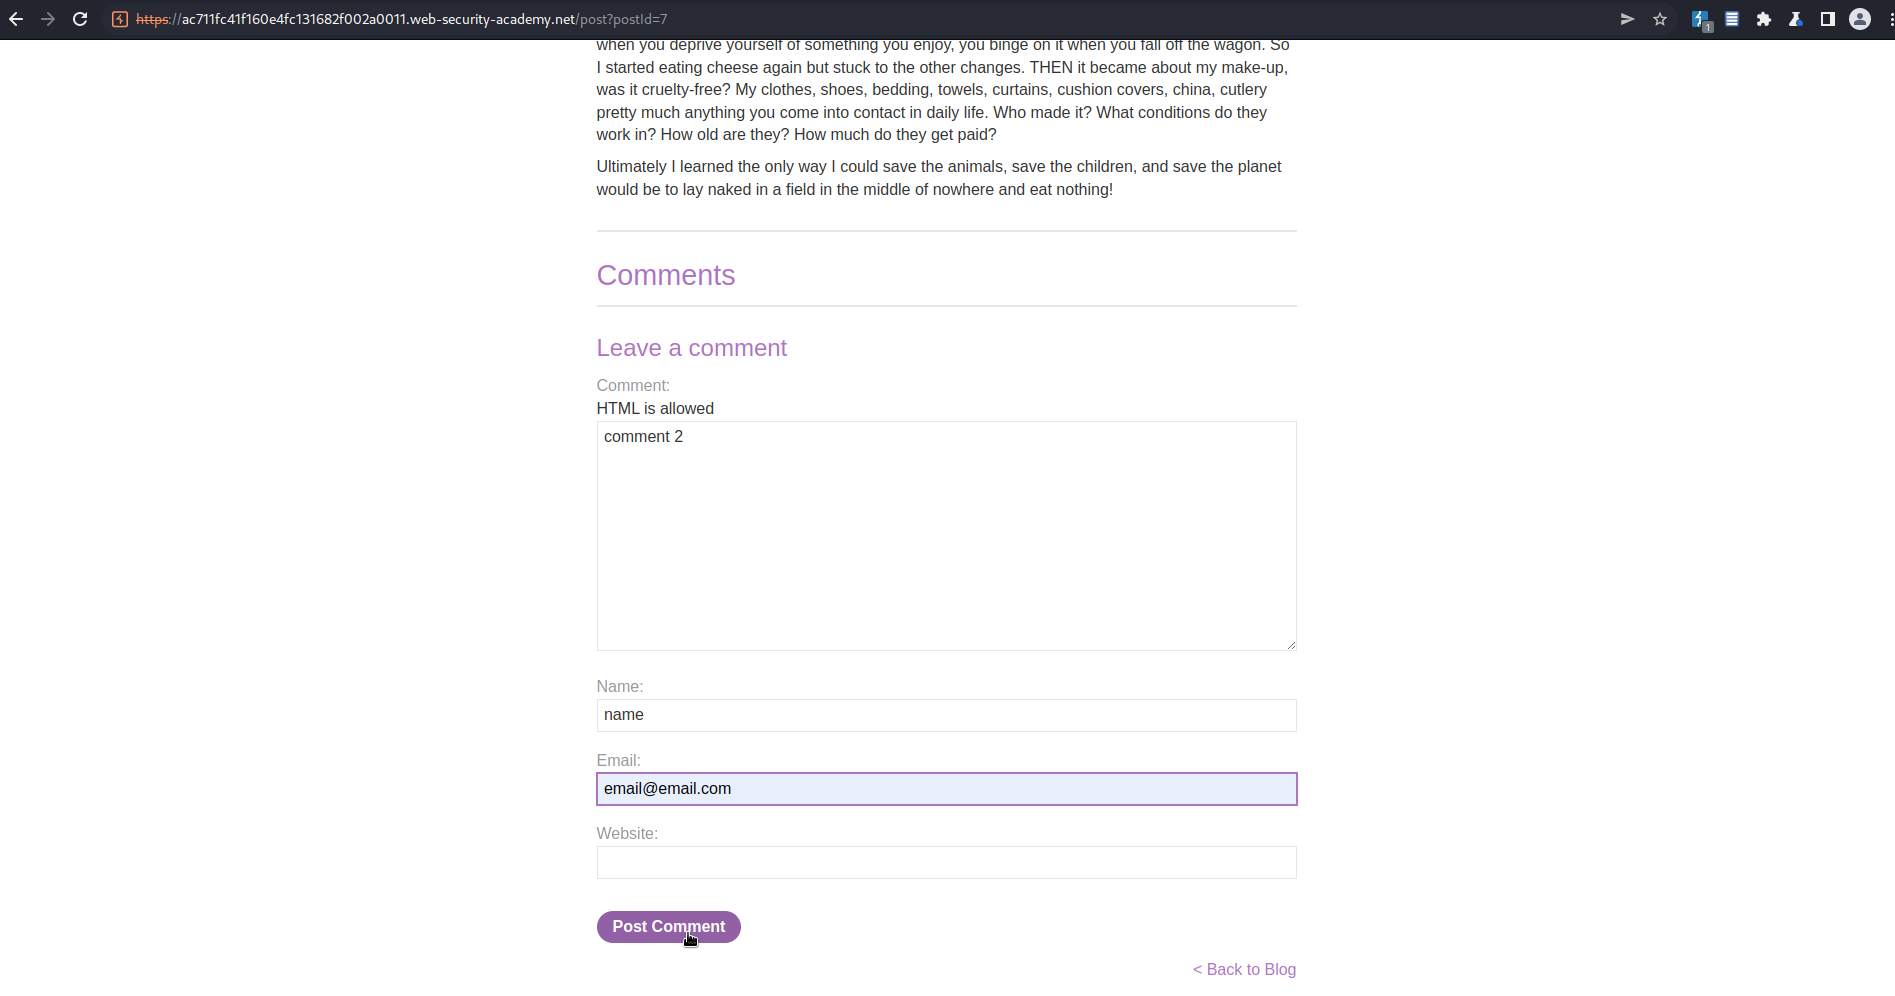 https://ac711fc41f160e4fc131682f002a0011.web-security-academy.net/post?postId=7
1
when you deprive yourself of something you enjoy, you binge on it when you fall off the wagon. So
I started eating cheese again but stuck to the other changes. THEN it became about my make-up,
was it cruelty-free? My clothes, shoes, bedding, towels, curtains, cushion covers, china, cutlery
pretty much anything you come into contact in daily life. Who made it? What conditions do they
work in? How old are they? How much do they get paid?
Ultimately I learned the only way I could save the animals, save the children, and save the planet
would be to lay naked in a field in the middle of nowhere and eat nothing!
Comments
Leave a comment
Comment:
HTML is allowed
comment 2
Name:
name
Email:
email@email.com
Website:
Post Comment
< Back to Blog